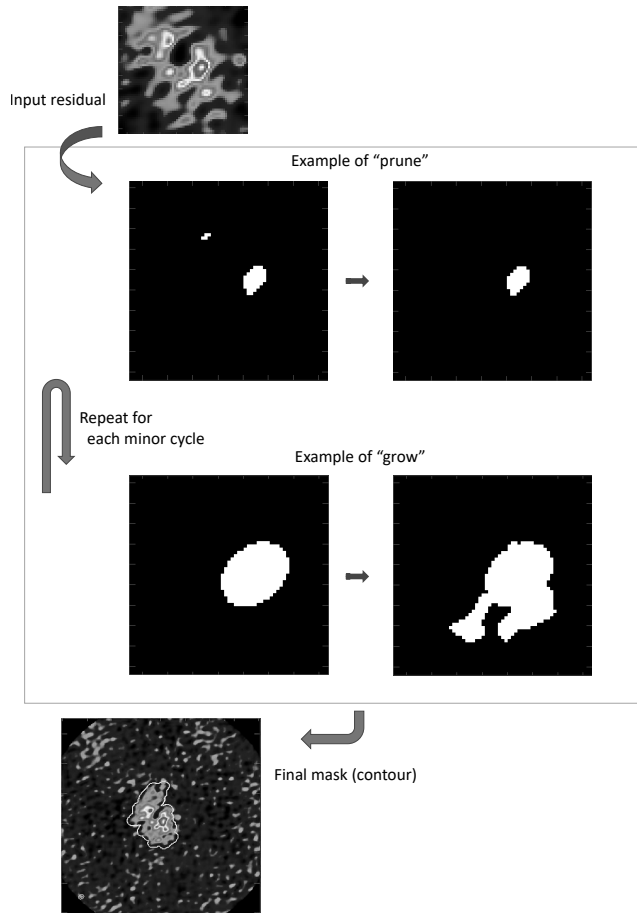 Input residual
Example of “prune”
Repeat for
each minor cycle
Example of “grow”
Final mask (contour)